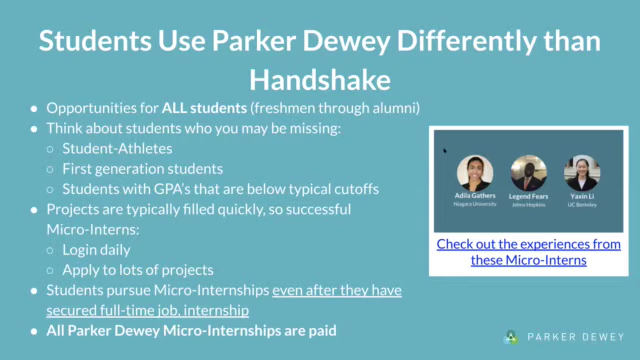 Students Use Parker Dewey Differently than
Handshake
● Opportunities for ALL students (freshmen through alumni)
● Think about students who you may be missing:
○ Student-Athletes
○ First generation students
○ Students with GPA's that are below typical cutoffs
● Projects are typically filled quickly, so successful
Micro-Interns:
○ Login daily
○ Apply to lots of projects
● Students pursue Micro-Internships even after they have
secured full-time job, internship
● All Parker Dewey Micro-Internships are paid
Adila Gathers
Niagara University
Legend Fears
Johns Hopkins
Yaxin Li
UC Berkeley
Check out the experiences from
these Micro-Interns
PARKER DEWEY